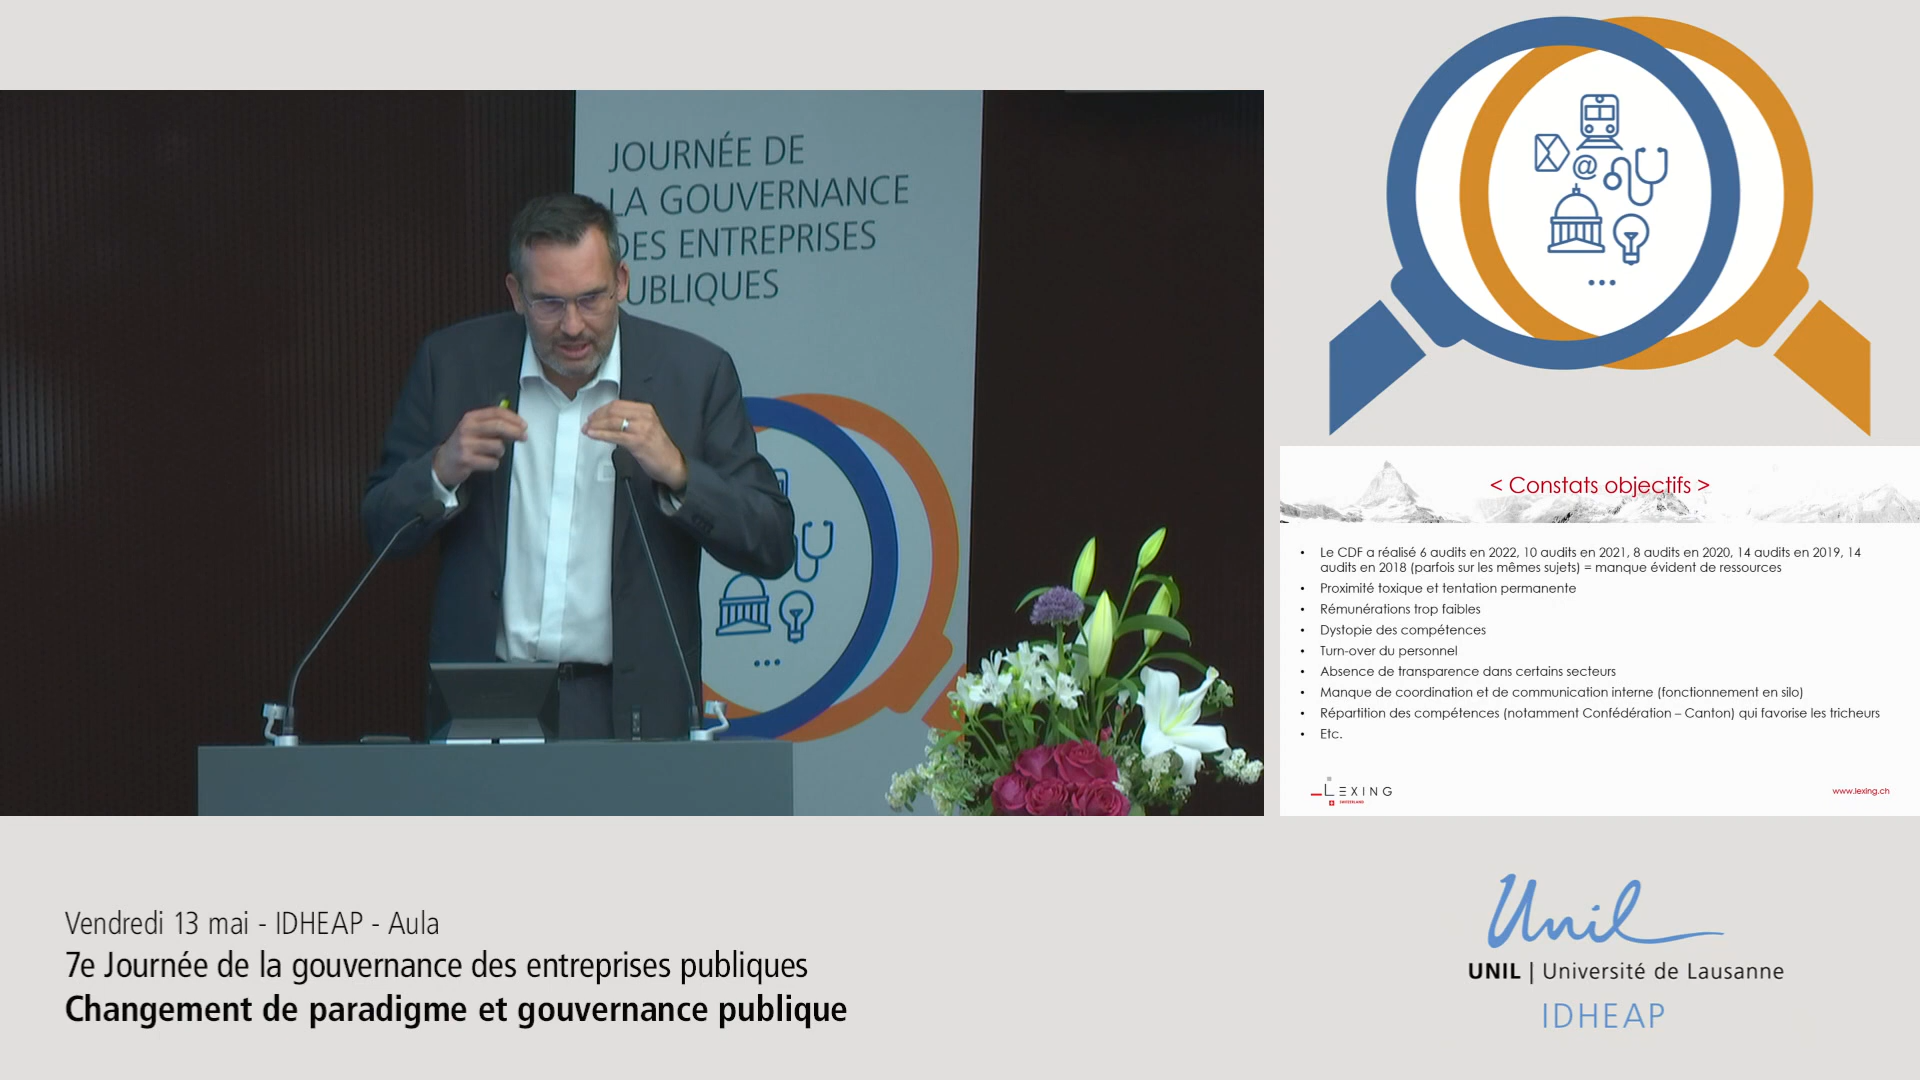 JOURNÉE DE
LA GOUVERNANCE
DES ENTREPRISES
PUBLIQUES
@
...
< Constats objectifs >
• Le CDF a réalisé 6 audits en 2022, 10 audits en 2021, 8 audits en 2020, 14 audits en 2019, 14
audits en 2018 (parfois sur les mêmes sujets) = manque évident de ressources
• Proximité toxique et tentation permanente
• Rémunérations trop faibles
• Dystopie des compétences
• Turn-over du personnel
• Absence de transparence dans certains secteurs
• Manque de coordination et de communication interne (fonctionnement en silo)
• Répartition des compétences (notamment Confédération – Canton) qui favorise les tricheurs
• Etc.
LEXING
SWITZERLAND
www.lexing.ch
Vendredi 13 mai - IDHEAP - Aula
7e Journée de la gouvernance des entreprises publiques
Changement de paradigme et gouvernance publique
Unil
UNIL | Université de Lausanne
IDHEAP